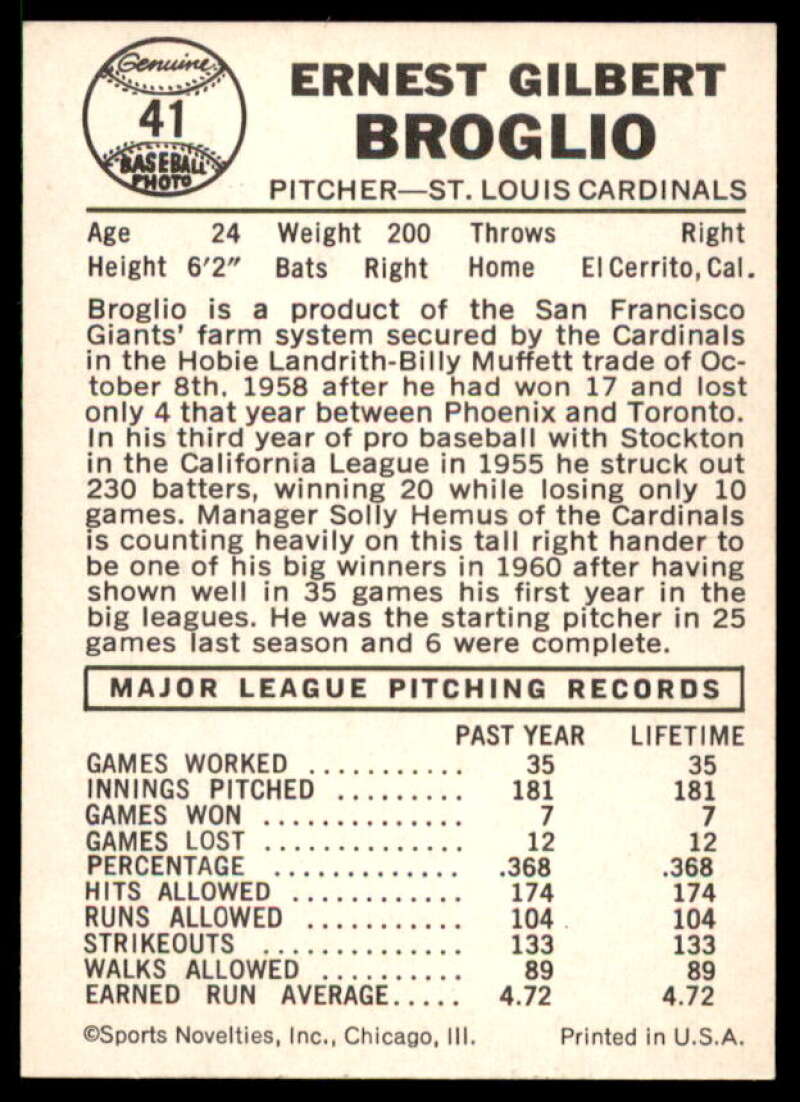 Genuine
41
BASEBALL
PHOTO
ERNEST GILBERT
BROGLIO
PITCHER—ST. LOUIS CARDINALS
Age 24 Weight 200 Throws Right
Height 6'2" Bats Right Home El Cerrito, Cal.
Broglio is a product of the San Francisco
Giants' farm system secured by the Cardinals
in the Hobie Landrith-Billy Muffett trade of Oc-
tober 8th, 1958 after he had won 17 and lost
only 4 that year between Phoenix and Toronto.
In his third year of pro baseball with Stockton
in the California League in 1955 he struck out
230 batters, winning 20 while losing only 10
games. Manager Solly Hemus of the Cardinals
is counting heavily on this tall right hander to
be one of his big winners in 1960 after having
shown well in 35 games his first year in the
big leagues. He was the starting pitcher in 25
games last season and 6 were complete.
MAJOR LEAGUE PITCHING RECORDS
PAST YEAR LIFETIME
GAMES WORKED ........... 35 35
INNINGS PITCHED ......... 181 181
GAMES WON .............. 7 7
GAMES LOST .............. 12 12
PERCENTAGE ............. .368 .368
HITS ALLOWED ............ 174 174
RUNS ALLOWED ........... 104 104
STRIKEOUTS .............. 133 133
WALKS ALLOWED .......... 89 89
EARNED RUN AVERAGE..... 4.72 4.72
©Sports Novelties, Inc., Chicago, Ill. Printed in U.S.A.